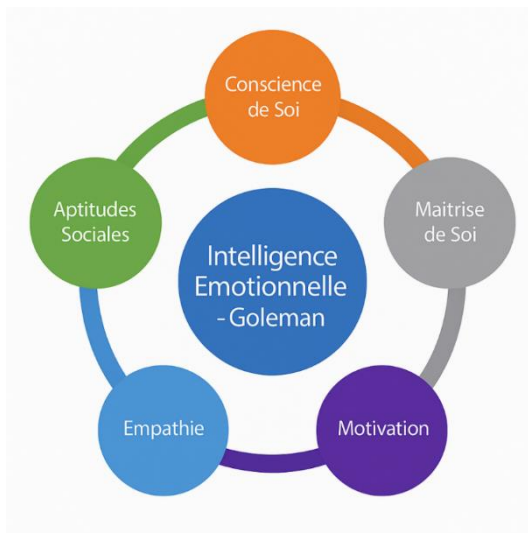 Conscience
de Soi
Maitrise
de Soi
Motivation
Empathie
Aptitudes
Sociales
Intelligence
Emotionnelle
- Goleman